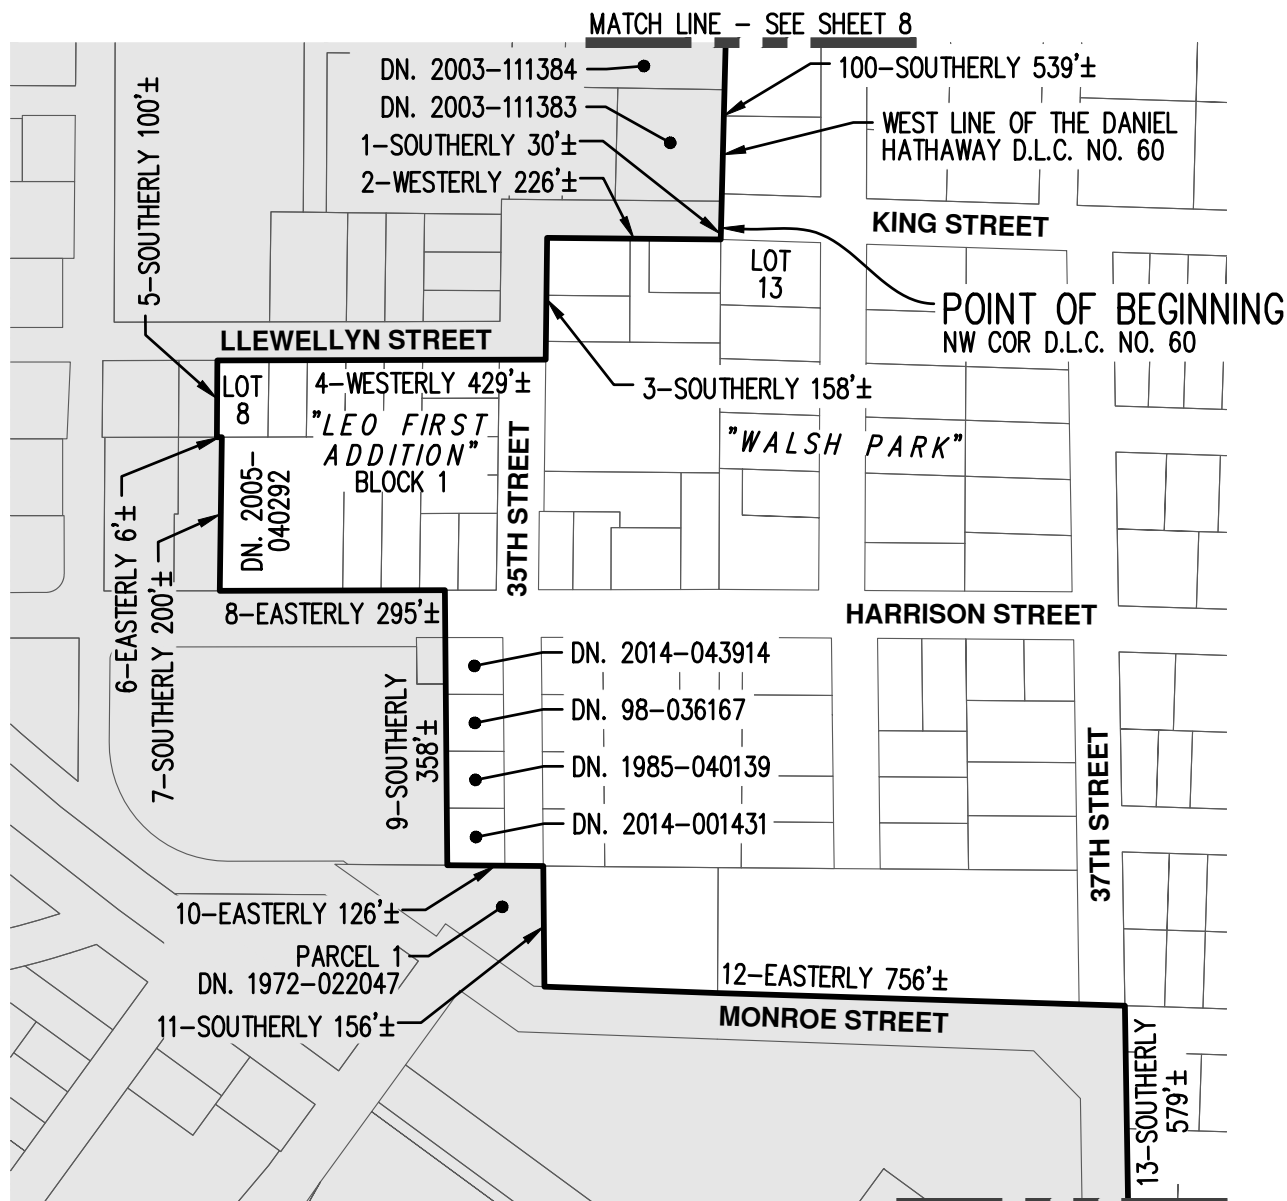 MATCH LINE - SEE SHEET 8
DN. 2003-111384
100-SOUTHERLY 539'±
DN. 2003-111383
WEST LINE OF THE DANIEL
HATHAWAY D.L.C. NO. 60
1-SOUTHERLY 30'±
2-WESTERLY 226'±
5-SOUTHERLY 100'±
KING STREET
LOT
13
POINT OF BEGINNING
NW COR D.L.C. NO. 60
LLEWELLYN STREET
LOT
8
4-WESTERLY 429'±
3-SOUTHERLY 158'±
"LEO FIRST
ADDITION"
BLOCK 1
"WALSH PARK"
DN. 2005-
040292
35TH STREET
6-EASTERLY 6'±
7-SOUTHERLY 200'±
8-EASTERLY 295'±
HARRISON STREET
DN. 2014-043914
DN. 98-036167
DN. 1985-040139
DN. 2014-001431
9-SOUTHERLY
358'±
37TH STREET
10-EASTERLY 126'±
PARCEL 1
DN. 1972-022047
11-SOUTHERLY 156'±
12-EASTERLY 756'±
MONROE STREET
13-SOUTHERLY
579'±